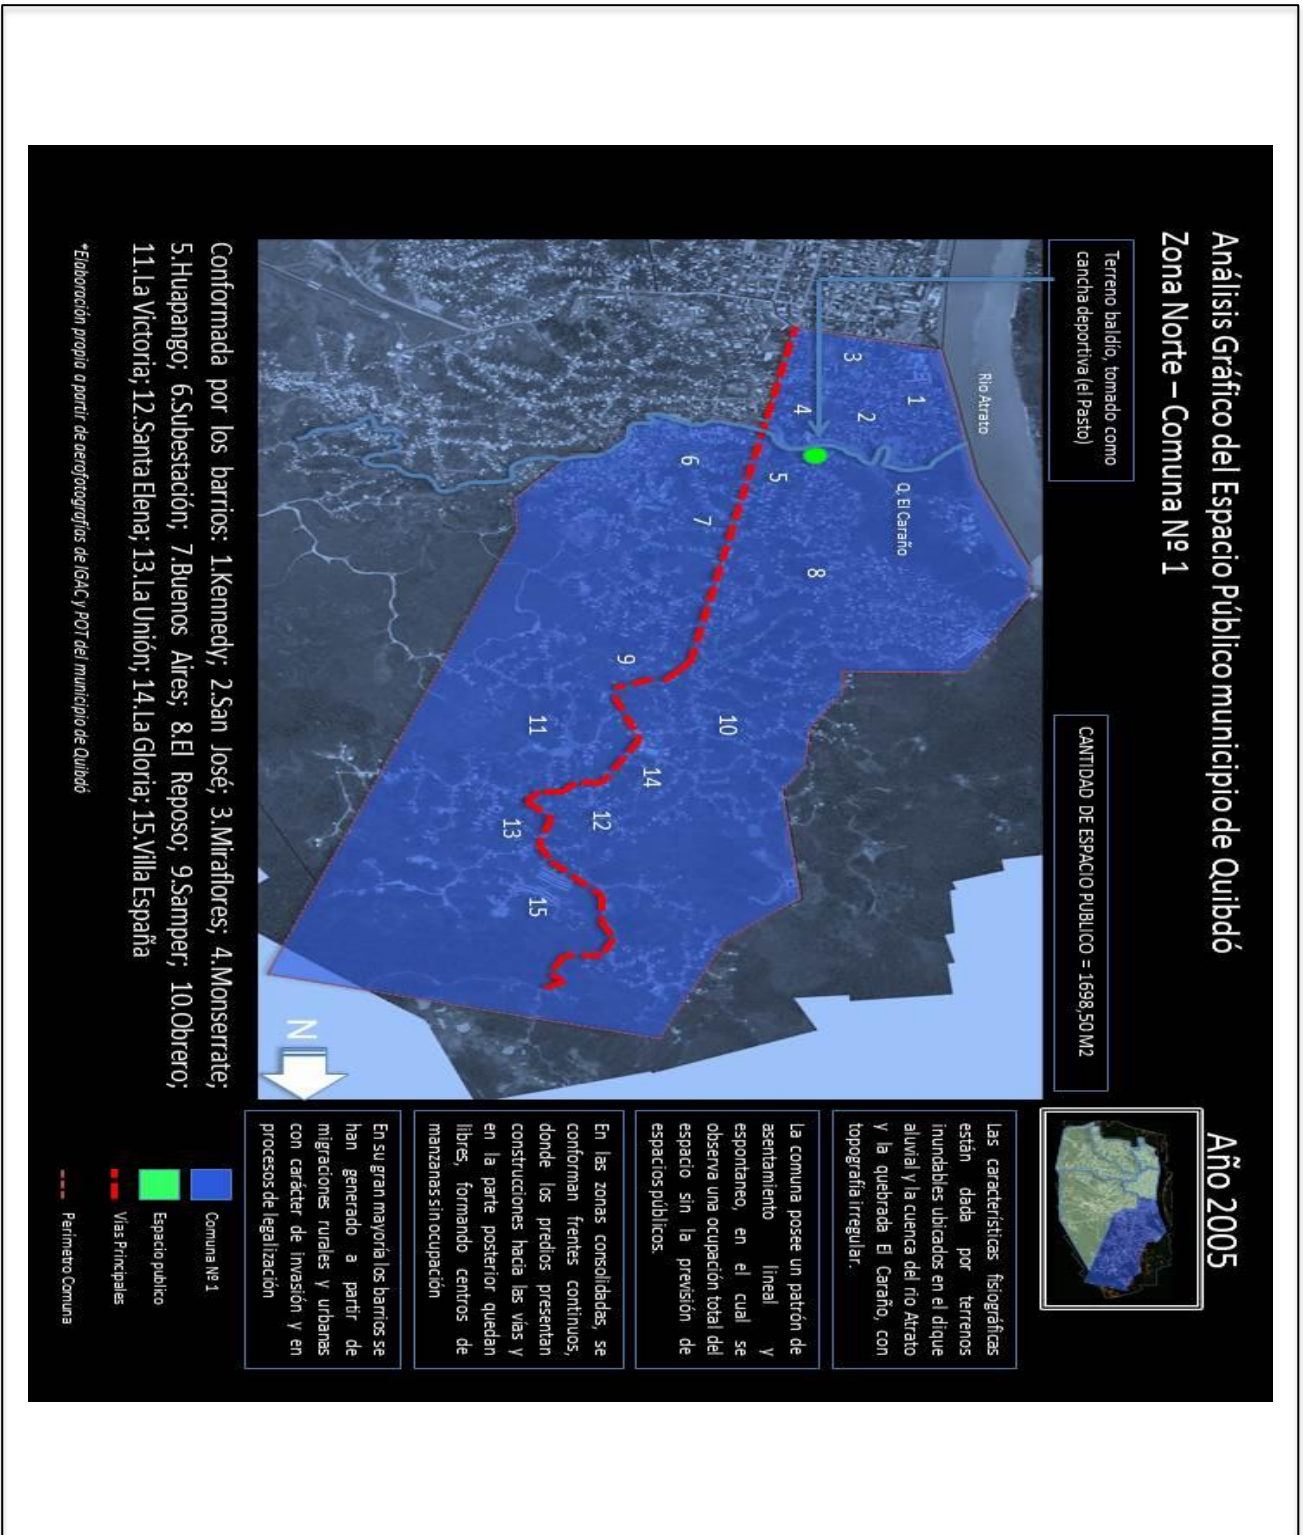 Análisis Gráfico del Espacio Público municipio de Quibdó
Zona Norte – Comuna Nº 1
Año 2005
Terreno baldío, tomado como
cancha deportiva (el Pasto)
CANTIDAD DE ESPACIO PUBLICO = 1698,50 M2
Rio Atrato
Q. El Caraño
1
2
3
4
5
6
7
8
9
10
11
12
13
14
15
N
Las características fisiográficas
están dada por terrenos
inundables ubicados en el dique
aluvial y la cuenca del rio Atrato
y la quebrada El Caraño, con
topografía irregular.
La comuna posee un patrón de
asentamiento lineal y
espontaneo, en el cual se
observa una ocupación total del
espacio sin la previsión de
espacios públicos.
En las zonas consolidadas, se
conforman frentes continuos,
donde los predios presentan
construcciones hacia las vías y
en la parte posterior quedan
libres, formando centros de
manzanas sin ocupación
En su gran mayoría los barrios se
han generado a partir de
migraciones rurales y urbanas
con carácter de invasión y en
procesos de legalización
Conformada por los barrios: 1.Kennedy; 2.San José; 3.Miraflores; 4.Monserrate;
5.Huapango; 6.Subestación; 7.Buenos Aires; 8.El Reposo; 9.Samper; 10.Obrero;
11.La Victoria; 12.Santa Elena; 13.La Unión; 14.La Gloria; 15.Villa España
*Elaboración propia a partir de aerofotografías de IGAC y POT del municipio de Quibdó
Comuna Nº 1
Espacio publico
Vías Principales
Perimetro Comuna